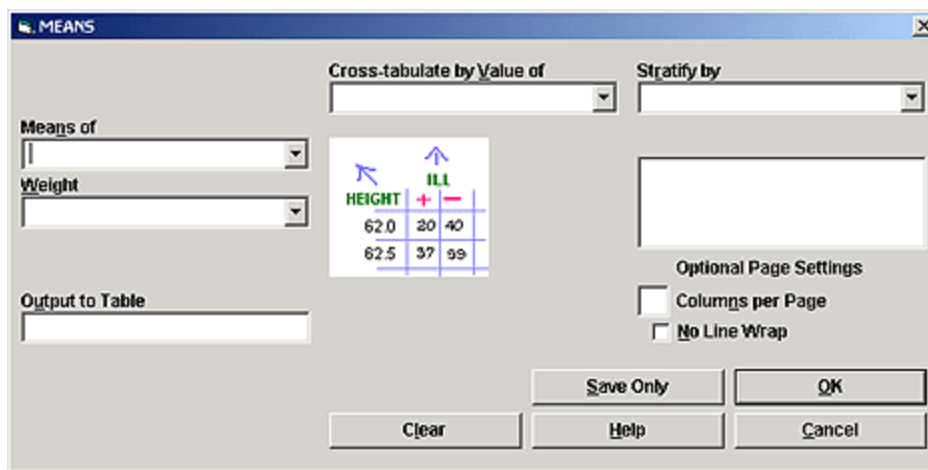 MEANS
Cross-tabulate by Value of
Stratify by
Means of
Weight
ILL
HEIGHT + −
62.0 20 40
62.5 37 99
Optional Page Settings
Output to Table
Columns per Page
No Line Wrap
Save Only
OK
Clear
Help
Cancel